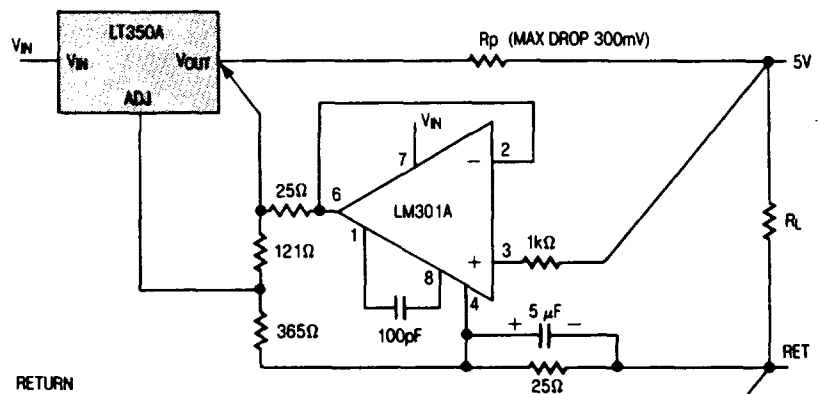 LT350A
VIN
VIN
VOUT
ADJ
Rp (MAX DROP 300mV)
5V
VIN
7
2
−
25Ω
6
LM301A
1
121Ω
8
+
3
1kΩ
4
RL
100pF
365Ω
+
5 µF
−
25Ω
RET
RETURN